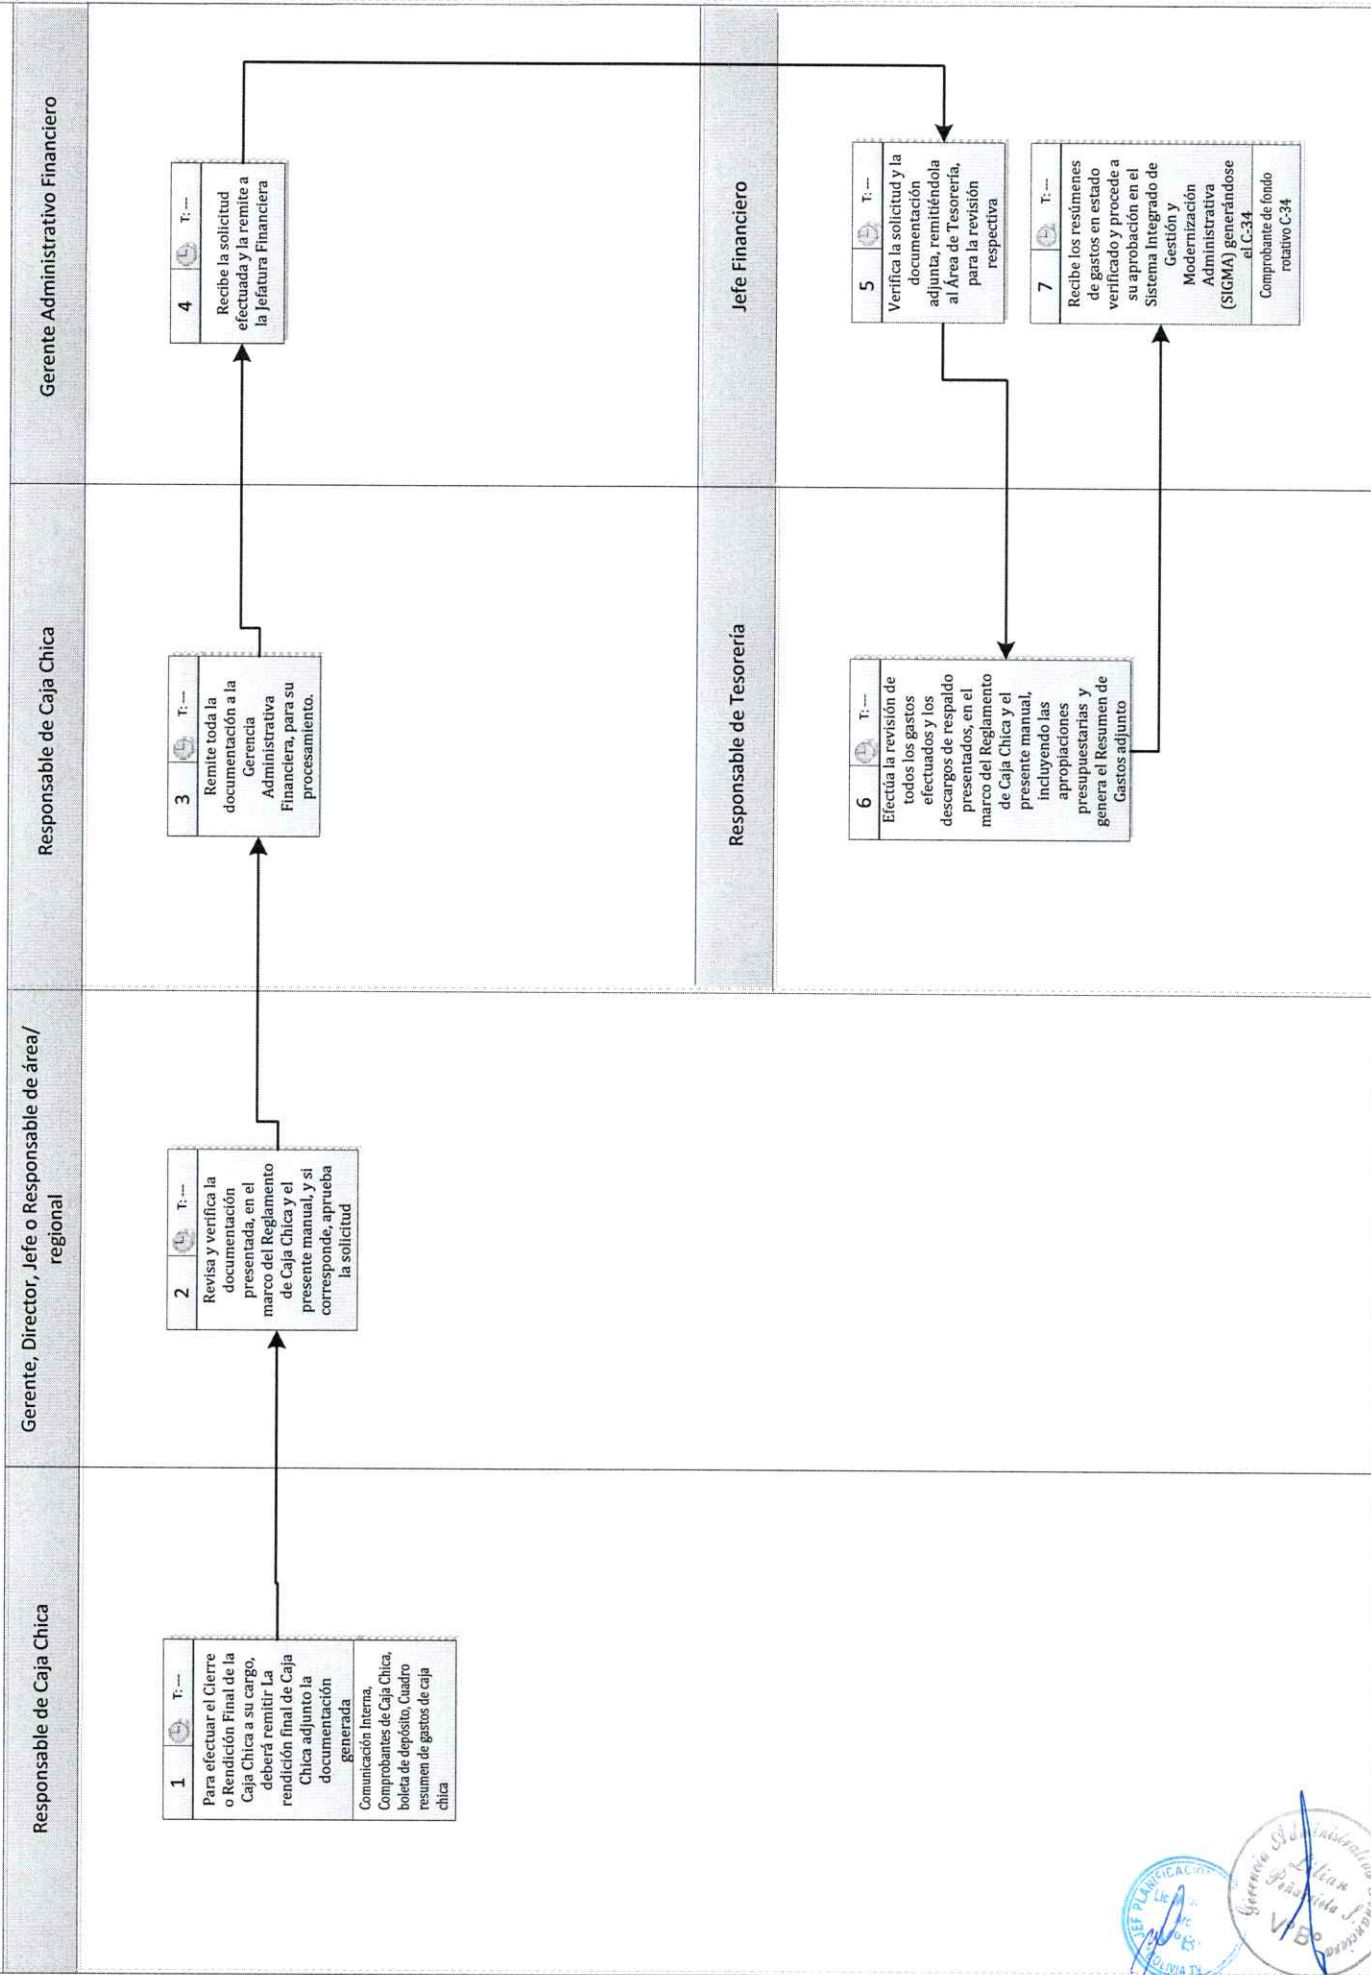 Responsable de Caja Chica
Gerente, Director, Jefe o Responsable de área/
regional
Responsable de Caja Chica
Gerente Administrativo Financiero
1 T:---
Para efectuar el Cierre
o Rendición Final de la
Caja Chica a su cargo,
deberá remitir La
rendición final de Caja
Chica adjunto la
documentación
generada
Comunicación Interna,
Comprobantes de Caja Chica,
boleta de depósito, Cuadro
resumen de gastos de caja
chica
2 T:---
Revisa y verifica la
documentación
presentada, en el
marco del Reglamento
de Caja Chica y el
presente manual, y si
corresponde, aprueba
la solicitud
3 T:---
Remite toda la
documentación a la
Gerencia
Administrativa
Financiera, para su
procesamiento.
4 T:---
Recibe la solicitud
efectuada y la remite a
la Jefatura Financiera
Responsable de Tesorería
Jefe Financiero
5 T:---
Verifica la solicitud y la
documentación
adjunta, remitiéndola
al Área de Tesorería,
para la revisión
respectiva
6 T:---
Efectúa la revisión de
todos los gastos
efectuados y los
descargos de respaldo
presentados, en el
marco del Reglamento
de Caja Chica y el
presente manual,
incluyendo las
apropiaciones
presupuestarias y
genera el Resumen de
Gastos adjunto
7 T:---
Recibe los resúmenes
de gastos en estado
verificado y procede a
su aprobación en el
Sistema Integrado de
Gestión y
Modernización
Administrativa
(SIGMA) generándose
el C-34
Comprobante de fondo
rotativo C-34
JEF PLANIFICACION
Lic
BOLIVIA TV
Gerencia Administrativa Financiera
Lilian
VºBº